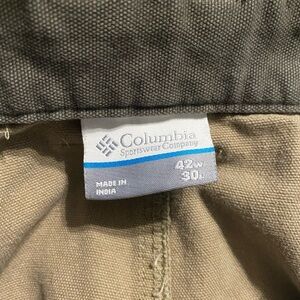 Columbia
Sportswear Company
42W
30L
MADE IN
INDIA